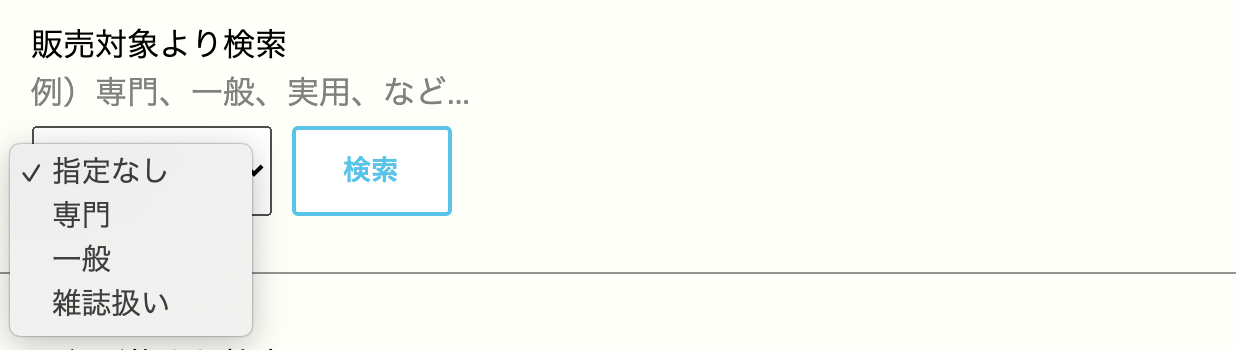 販売対象より検索
例）専門、一般、実用、など...
検索
✓ 指定なし
専門
一般
雑誌扱い